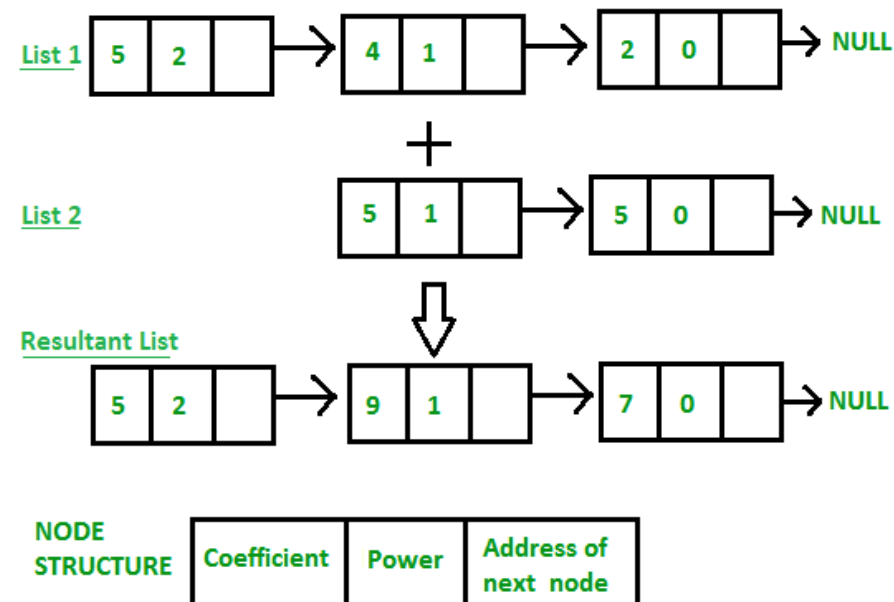 List 1 5 2 4 1 2 0 NULL
+
List 2 5 1 5 0 NULL
Resultant List
5 2 9 1 7 0 NULL
NODE
STRUCTURE
Coefficient
Power
Address of
next node